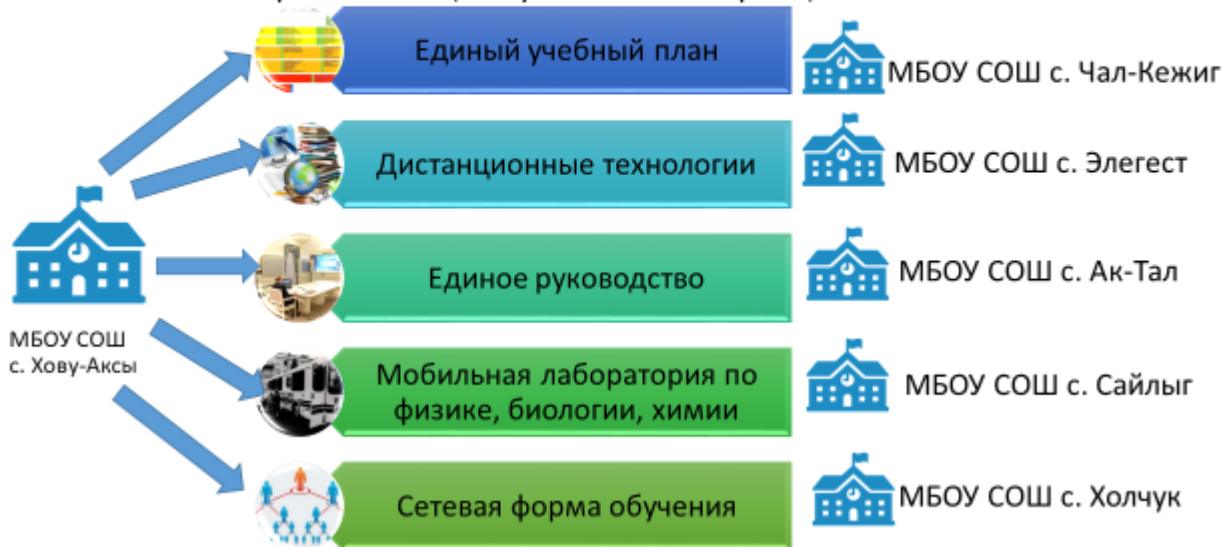 Единый учебный план
МБОУ СОШ с. Чал-Кежиг
Дистанционные технологии
МБОУ СОШ с. Элегест
Единое руководство
МБОУ СОШ с. Ак-Тал
МБОУ СОШ
с. Хову-Аксы
Мобильная лаборатория по
физике, биологии, химии
МБОУ СОШ с. Сайлыг
Сетевая форма обучения
МБОУ СОШ с. Холчук